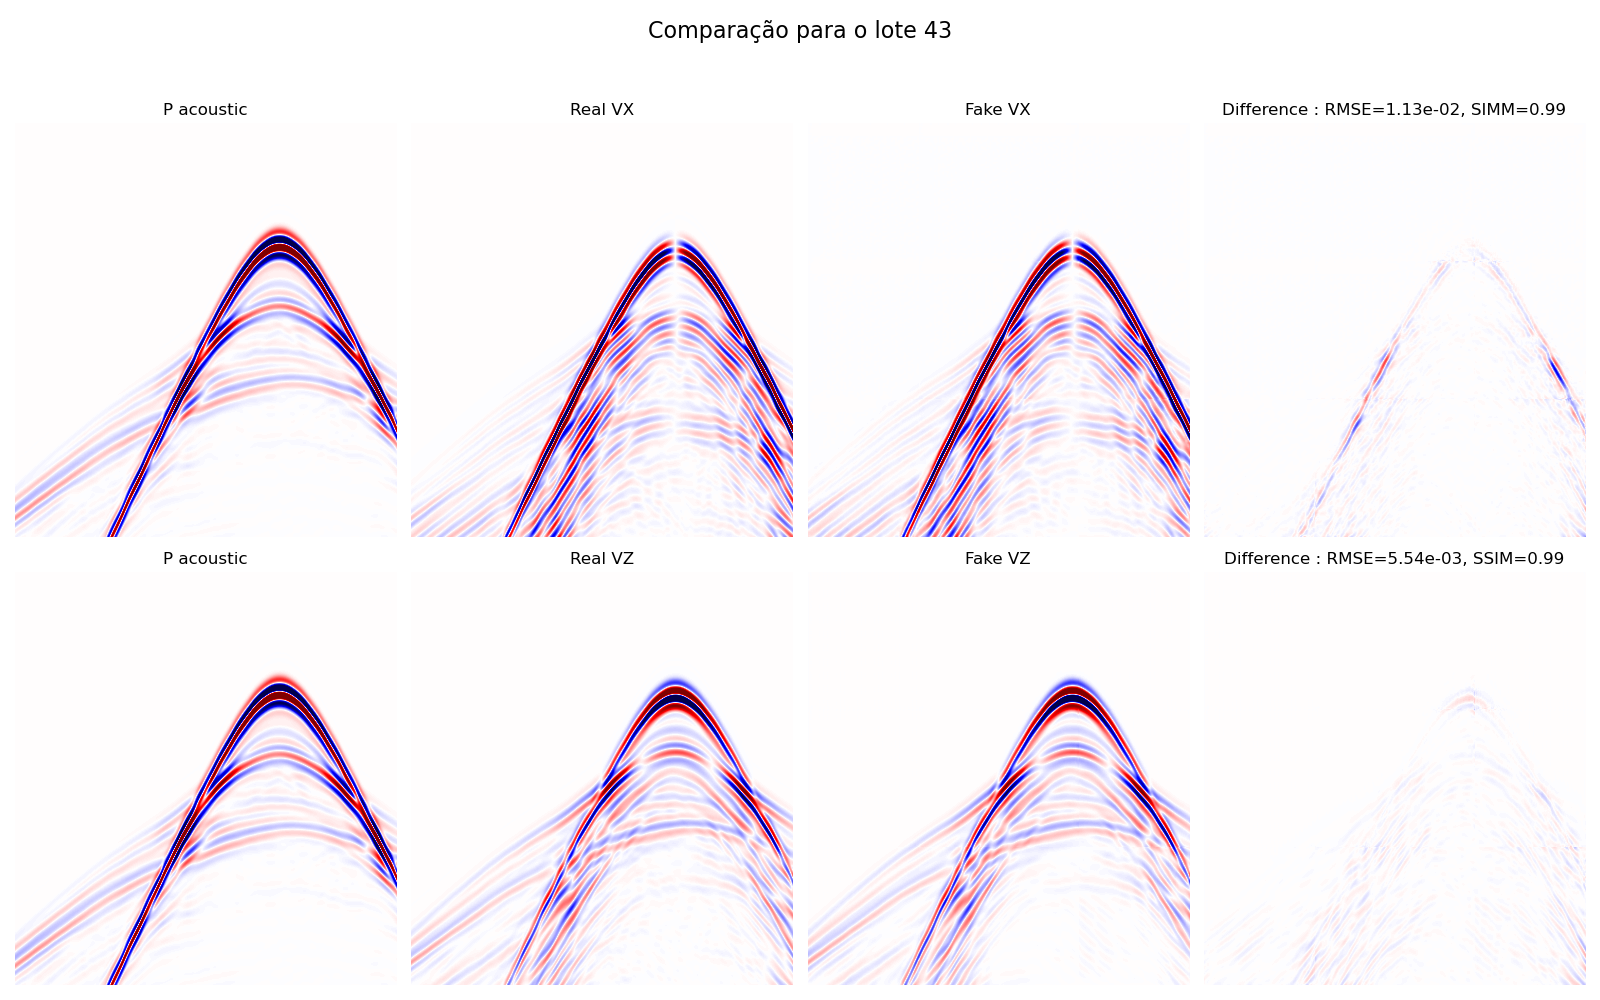 Comparação para o lote 43
P acoustic
Real VX
Fake VX
Difference : RMSE=1.13e-02, SIMM=0.99
P acoustic
Real VZ
Fake VZ
Difference : RMSE=5.54e-03, SSIM=0.99